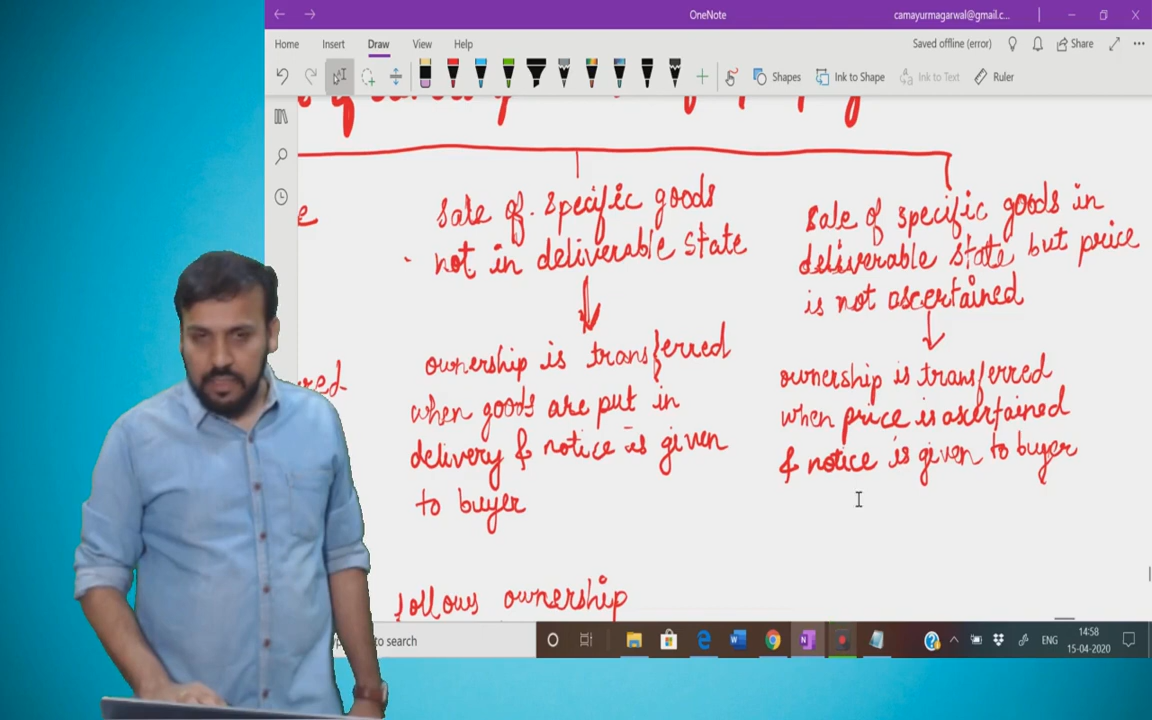 OneNote
camayurmagarwal@gmail.c...
Home Insert Draw View Help
Saved offline (error)
Share
Shapes
Ink to Shape
Ink to Text
Ruler
sale of specific goods
not in deliverable state
ownership is transferred
when goods are put in
delivery & notice is given
to buyer
sale of specific goods in
deliverable state but price
is not ascertained
ownership is transferred
when price is ascertained
& notice is given to buyer
follows ownership
to search
ENG
14:58
15-04-2020